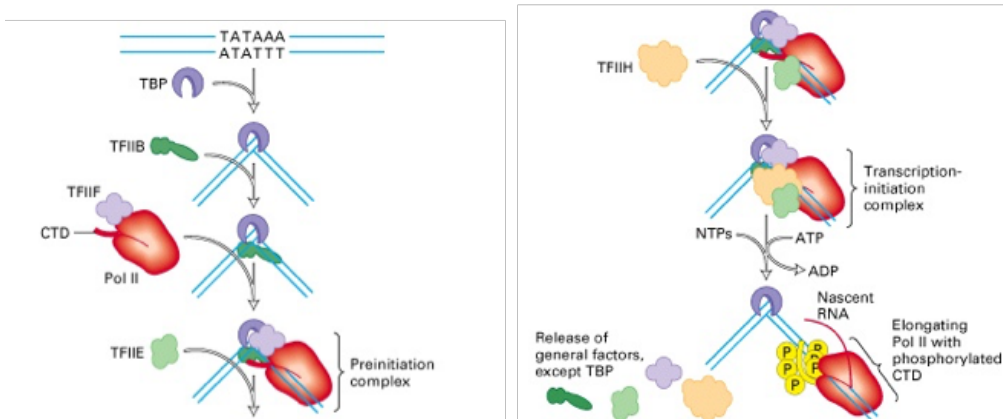 TATAAA
ATATTT
TBP
TFIIB
TFIIF
CTD
Pol II
TFIIE
Preinitiation
complex
TFIIH
Transcription-
initiation
complex
NTPs
ATP
ADP
Nascent
RNA
Release of
general factors,
except TBP
P
P
P
P
P
P
Elongating
Pol II with
phosphorylated
CTD